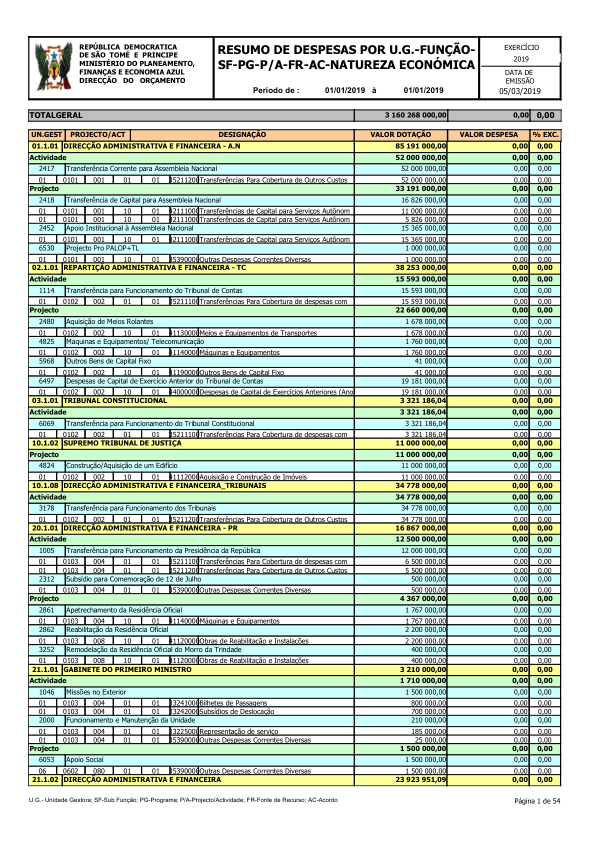 REPÚBLICA DEMOCRATICA
DE SÃO TOMÉ E PRINCIPE
MINISTÉRIO DO PLANEAMENTO,
FINANÇAS E ECONOMIA AZUL
DIRECÇÃO DO ORÇAMENTO
RESUMO DE DESPESAS POR U.G.-FUNÇÃO-
SF-PG-P/A-FR-AC-NATUREZA ECONÓMICA
Período de : 01/01/2019 à 01/01/2019
EXERCÍCIO
2019
DATA DE
EMISSÃO
05/03/2019
TOTALGERAL 3 160 268 000,00 0,00 0,00
UN.GEST PROJECTO/ACT DESIGNAÇÃO VALOR DOTAÇÃO VALOR DESPESA % EXC.
01.1.01 DIRECÇÃO ADMINISTRATIVA E FINANCEIRA - A.N 85 191 000,00 0,00 0,00
Actividade 52 000 000,00 0,00 0,00
2417 Transferência Corrente para Assembleia Nacional 52 000 000,00 0,00 0,00
01 0101 001 01 01 35211200 Transferências Para Cobertura de Outros Custos 52 000 000,00 0,00 0,00
Projecto 33 191 000,00 0,00 0,00
2418 Transferência de Capital para Assembleia Nacional 16 826 000,00 0,00 0,00
01 0101 001 10 01 42111000 Transferências de Capital para Serviços Autônom 11 000 000,00 0,00 0,00
01 0101 001 10 01 42111000 Transferências de Capital para Serviços Autônom 5 826 000,00 0,00 0,00
2452 Apoio Institucional à Assembleia Nacional 15 365 000,00 0,00 0,00
01 0101 001 10 01 42111000 Transferências de Capital para Serviços Autônom 15 365 000,00 0,00 0,00
6530 Projecto Pro PALOP+TL 1 000 000,00 0,00 0,00
01 0101 001 10 01 35390000 Outras Despesas Correntes Diversas 1 000 000,00 0,00 0,00
02.1.01 REPARTIÇÃO ADMINISTRATIVA E FINANCEIRA - TC 38 253 000,00 0,00 0,00
Actividade 15 593 000,00 0,00 0,00
1114 Transferência para Funcionamento do Tribunal de Contas 15 593 000,00 0,00 0,00
01 0102 002 01 01 35211100 Transferências Para Cobertura de despesas com 15 593 000,00 0,00 0,00
Projecto 22 660 000,00 0,00 0,00
2480 Aquisição de Meios Rolantes 1 678 000,00 0,00 0,00
01 0102 002 10 01 41130000 Meios e Equipamentos de Transportes 1 678 000,00 0,00 0,00
4825 Maquinas e Equipamentos/ Telecomunicação 1 760 000,00 0,00 0,00
01 0102 002 10 01 41140000 Máquinas e Equipamentos 1 760 000,00 0,00 0,00
5968 Outros Bens de Capital Fixo 41 000,00 0,00 0,00
01 0102 002 10 01 41190000 Outros Bens de Capital Fixo 41 000,00 0,00 0,00
6497 Despesas de Capital de Exercício Anterior do Tribunal de Contas 19 181 000,00 0,00 0,00
01 0102 002 10 01 44000000 Despesas de Capital de Exercícios Anteriores (Ano 19 181 000,00 0,00 0,00
03.1.01 TRIBUNAL CONSTITUCIONAL 3 321 186,04 0,00 0,00
Actividade 3 321 186,04 0,00 0,00
6069 Transferência para Funcionamento do Tribunal Constitucional 3 321 186,04 0,00 0,00
01 0102 002 01 01 35211100 Transferências Para Cobertura de despesas com 3 321 186,04 0,00 0,00
10.1.02 SUPREMO TRIBUNAL DE JUSTIÇA 11 000 000,00 0,00 0,00
Projecto 11 000 000,00 0,00 0,00
4824 Construção/Aquisição de um Edifício 11 000 000,00 0,00 0,00
01 0102 002 10 01 41112000 Aquisição e Construção de Imóveis 11 000 000,00 0,00 0,00
10.1.08 DIRECÇÃO ADMINISTRATIVA E FINANCEIRA_TRIBUNAIS 34 778 000,00 0,00 0,00
Actividade 34 778 000,00 0,00 0,00
3178 Transferência para Funcionamento dos Tribunais 34 778 000,00 0,00 0,00
01 0102 002 01 01 35211200 Transferências Para Cobertura de Outros Custos 34 778 000,00 0,00 0,00
20.1.01 DIRECÇÃO ADMINISTRATIVA E FINANCEIRA - PR 16 867 000,00 0,00 0,00
Actividade 12 500 000,00 0,00 0,00
1005 Transferência para Funcionamento da Presidência da República 12 000 000,00 0,00 0,00
01 0103 004 01 01 35211100 Transferências Para Cobertura de despesas com 6 500 000,00 0,00 0,00
01 0103 004 01 01 35211200 Transferências Para Cobertura de Outros Custos 5 500 000,00 0,00 0,00
2312 Subsídio para Comemoração de 12 de Julho 500 000,00 0,00 0,00
01 0103 004 01 01 35390000 Outras Despesas Correntes Diversas 500 000,00 0,00 0,00
Projecto 4 367 000,00 0,00 0,00
2861 Apetrechamento da Residência Oficial 1 767 000,00 0,00 0,00
01 0103 004 10 01 41140000 Máquinas e Equipamentos 1 767 000,00 0,00 0,00
2862 Reabilitação da Residência Oficial 2 200 000,00 0,00 0,00
01 0103 008 10 01 41120000 Obras de Reabilitação e Instalações 2 200 000,00 0,00 0,00
3252 Remodelação da Residência Oficial do Morro da Trindade 400 000,00 0,00 0,00
01 0103 008 10 01 41120000 Obras de Reabilitação e Instalações 400 000,00 0,00 0,00
21.1.01 GABINETE DO PRIMEIRO MINISTRO 3 210 000,00 0,00 0,00
Actividade 1 710 000,00 0,00 0,00
1046 Missões no Exterior 1 500 000,00 0,00 0,00
01 0103 004 01 01 33241000 Bilhetes de Passagens 800 000,00 0,00 0,00
01 0103 004 01 01 33242000 Subsídios de Deslocação 700 000,00 0,00 0,00
2000 Funcionamento e Manutenção da Unidade 210 000,00 0,00 0,00
01 0103 004 01 01 33225000 Representação de serviço 185 000,00 0,00 0,00
01 0103 004 01 01 35390000 Outras Despesas Correntes Diversas 25 000,00 0,00 0,00
Projecto 1 500 000,00 0,00 0,00
6053 Apoio Social 1 500 000,00 0,00 0,00
06 0602 080 01 01 35390000 Outras Despesas Correntes Diversas 1 500 000,00 0,00 0,00
21.1.02 DIRECÇÃO ADMINISTRATIVA E FINANCEIRA 23 923 951,09 0,00 0,00
U.G.- Unidade Gestora; SF-Sub Função; PG-Programa; P/A-Projecto/Actividade; FR-Fonte de Recurso; AC-Acordo
Página 1 de 54